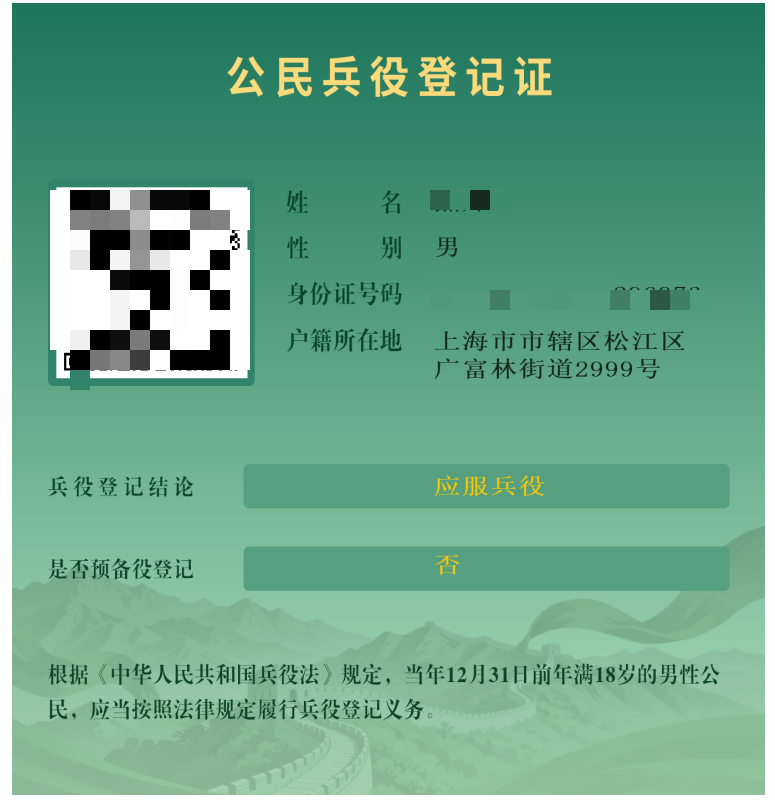 公民兵役登记证
姓名
性别 男
身份证号码
户籍所在地 上海市市辖区松江区
广富林街道2999号
兵役登记结论 应服兵役
是否预备役登记 否
根据《中华人民共和国兵役法》规定，当年12月31日前年满18岁的男性公
民，应当按照法律规定履行兵役登记义务。